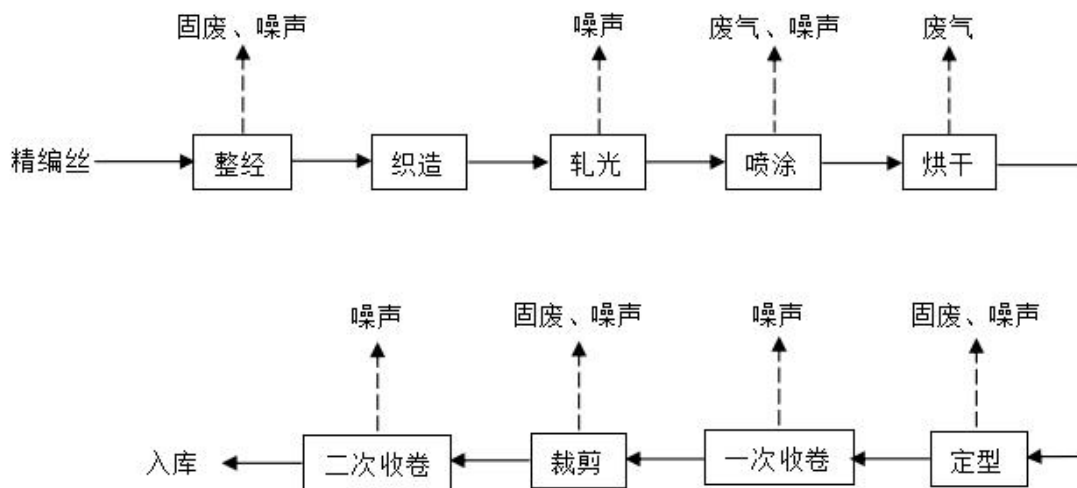 固废、噪声 噪声 废气、噪声 废气
精编丝 整经 织造 轧光 喷涂 烘干
噪声 固废、噪声 噪声 固废、噪声
入库 二次收卷 裁剪 一次收卷 定型